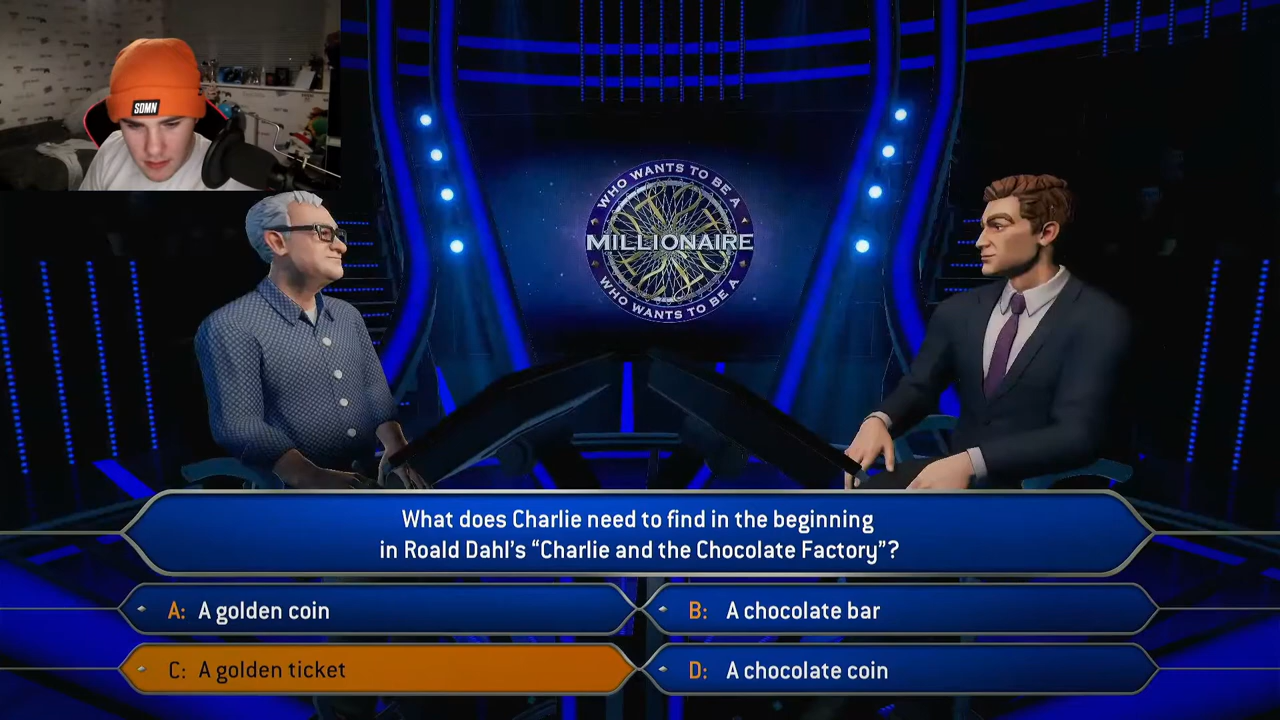 SOMN
WHO WANTS TO BE A
MILLIONAIRE
WHO WANTS TO BE A
What does Charlie need to find in the beginning
in Roald Dahl's “Charlie and the Chocolate Factory”?
A: A golden coin
B: A chocolate bar
C: A golden ticket
D: A chocolate coin